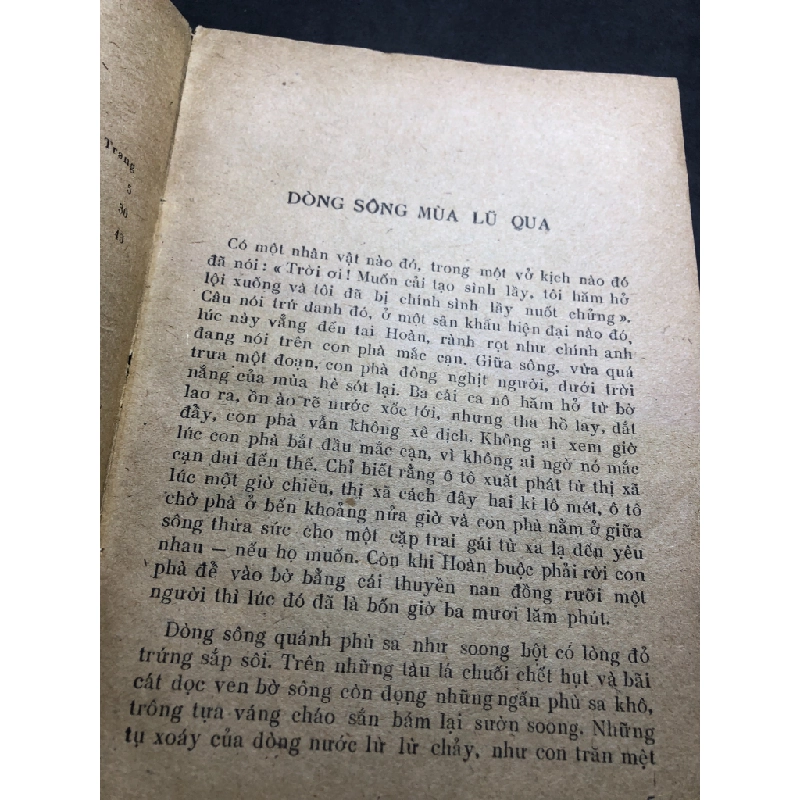 Trang
5
36
DÒNG SÔNG MÙA LŨ QUA
Có một nhân vật nào đó, trong một vở kịch nào đó
đã nói : « Trời ơi ! Muốn cải tạo sình lầy, tôi hăm hở
lội xuống và tôi đã bị chính sình lầy nuốt chửng ».
Câu nói trứ danh đó, ở một sân khấu hiện đại nào đó,
lúc này vẳng đến tai Hoàn, rành rọt như chính anh
đang nói trên con phà mắc cạn. Giữa sông, vừa quá
trưa một đoạn, con phà đông nghịt người, dưới trời
nắng của mùa hè sót lại. Ba cái ca nô hăm hở từ bờ
lao ra, ồn ào rẽ nước xốc tới, nhưng tha hồ lay, dắt
đẩy, con phà vẫn không xê dịch. Không ai xem giờ
lúc con phà bắt đầu mắc cạn, vì không ai ngờ nó mắc
cạn dai đến thế. Chỉ biết rằng ô tô xuất phát từ thị xã
lúc một giờ chiều, thị xã cách đây hai ki lô mét, ô tô
chờ phà ở bến khoảng nửa giờ và con phà nằm ở giữa
sông thừa sức cho một cặp trai gái từ xa lạ đến yêu
nhau — nếu họ muốn. Còn khi Hoàn buộc phải rời con
phà để vào bờ bằng cái thuyền nan đồng rưỡi một
người thì lúc đó đã là bốn giờ ba mươi lăm phút.
Dòng sông quánh phù sa như soong bột có lòng đỏ
trứng sắp sôi. Trên những tàu lá chuối chết hụt và bãi
cát dọc ven bờ sông còn đọng những ngấn phù sa khô,
trông tựa váng cháo sắn bám lại sườn soong. Những
tụ xoáy của dòng nước lừ lừ chảy, như con trăn mệt